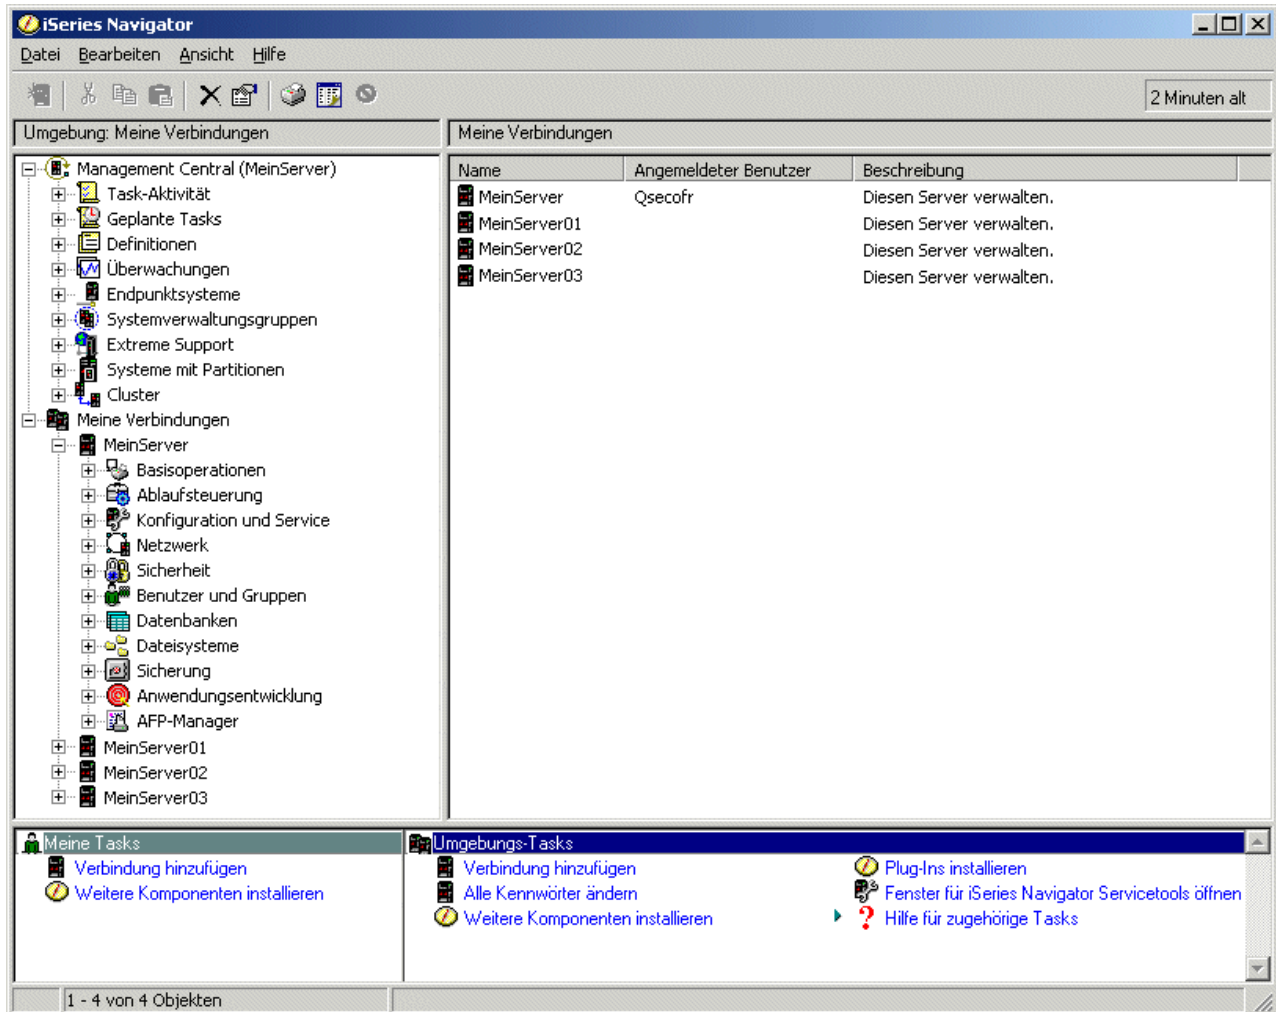 iSeries Navigator
Datei Bearbeiten Ansicht Hilfe
2 Minuten alt
Umgebung: Meine Verbindungen
Meine Verbindungen
Management Central (MeinServer)
Task-Aktivität
Geplante Tasks
Definitionen
Überwachungen
Endpunktsysteme
Systemverwaltungsgruppen
Extreme Support
Systeme mit Partitionen
Cluster
Meine Verbindungen
MeinServer
Basisoperationen
Ablaufsteuerung
Konfiguration und Service
Netzwerk
Sicherheit
Benutzer und Gruppen
Datenbanken
Dateisysteme
Sicherung
Anwendungsentwicklung
AFP-Manager
MeinServer01
MeinServer02
MeinServer03
Name Angemeldeter Benutzer Beschreibung
MeinServer Qsecofr Diesen Server verwalten.
MeinServer01 Diesen Server verwalten.
MeinServer02 Diesen Server verwalten.
MeinServer03 Diesen Server verwalten.
Meine Tasks
Verbindung hinzufügen
Weitere Komponenten installieren
Umgebungs-Tasks
Verbindung hinzufügen
Alle Kennwörter ändern
Weitere Komponenten installieren
Plug-Ins installieren
Fenster für iSeries Navigator Servicetools öffnen
Hilfe für zugehörige Tasks
1 - 4 von 4 Objekten